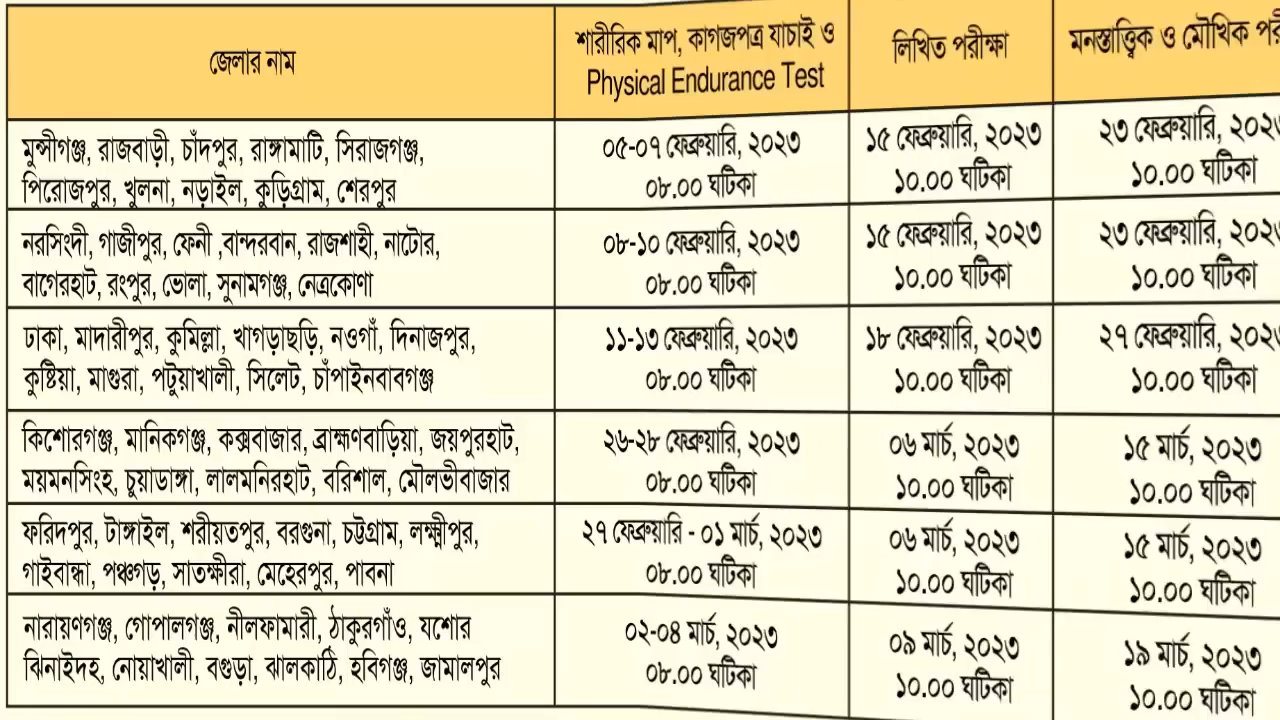 জেলার নাম
শারীরিক মাপ, কাগজপত্র যাচাই ও
Physical Endurance Test
লিখিত পরীক্ষা
মনস্তাত্ত্বিক ও মৌখিক
মুন্সীগঞ্জ, রাজবাড়ী, চাঁদপুর, রাঙ্গামাটি, সিরাজগঞ্জ,
পিরোজপুর, খুলনা, নড়াইল, কুড়িগ্রাম, শেরপুর
০৫-০৭ ফেব্রুয়ারি, ২০২৩
০৮.০০ ঘটিকা
১৫ ফেব্রুয়ারি, ২০২৩
১০.০০ ঘটিকা
২৩ ফেব্রুয়ারি,
১০.০০ ঘটিকা
নরসিংদী, গাজীপুর, ফেনী ,বান্দরবান, রাজশাহী, নাটোর,
বাগেরহাট, রংপুর, ভোলা, সুনামগঞ্জ, নেত্রকোণা
০৮-১০ ফেব্রুয়ারি, ২০২৩
০৮.০০ ঘটিকা
১৫ ফেব্রুয়ারি, ২০২৩
১০.০০ ঘটিকা
২৩ ফেব্রুয়ারি,
১০.০০ ঘটিকা
ঢাকা, মাদারীপুর, কুমিল্লা, খাগড়াছড়ি, নওগাঁ, দিনাজপুর,
কুষ্টিয়া, মাগুরা, পটুয়াখালী, সিলেট, চাঁপাইনবাবগঞ্জ
১১-১৩ ফেব্রুয়ারি, ২০২৩
০৮.০০ ঘটিকা
১৮ ফেব্রুয়ারি, ২০২৩
১০.০০ ঘটিকা
২৭ ফেব্রুয়ারি,
১০.০০ ঘটিকা
কিশোরগঞ্জ, মানিকগঞ্জ, কক্সবাজার, ব্রাহ্মণবাড়িয়া, জয়পুরহাট,
ময়মনসিংহ, চুয়াডাঙ্গা, লালমনিরহাট, বরিশাল, মৌলভীবাজার
২৬-২৮ ফেব্রুয়ারি, ২০২৩
০৮.০০ ঘটিকা
০৬ মার্চ, ২০২৩
১০.০০ ঘটিকা
১৫ মার্চ, ২০২৩
১০.০০ ঘটিকা
ফরিদপুর, টাঙ্গাইল, শরীয়তপুর, বরগুনা, চট্টগ্রাম, লক্ষ্মীপুর,
গাইবান্ধা, পঞ্চগড়, সাতক্ষীরা, মেহেরপুর, পাবনা
২৭ ফেব্রুয়ারি - ০১ মার্চ, ২০২৩
০৮.০০ ঘটিকা
০৬ মার্চ, ২০২৩
১০.০০ ঘটিকা
১৫ মার্চ, ২০২৩
১০.০০ ঘটিকা
নারায়ণগঞ্জ, গোপালগঞ্জ, নীলফামারী, ঠাকুরগাঁও, যশোর
ঝিনাইদহ, নোয়াখালী, বগুড়া, ঝালকাঠি, হবিগঞ্জ, জামালপুর
০২-০৪ মার্চ, ২০২৩
০৮.০০ ঘটিকা
০৯ মার্চ, ২০২৩
১০.০০ ঘটিকা
১৯ মার্চ, ২০২৩
১০.০০ ঘটিকা